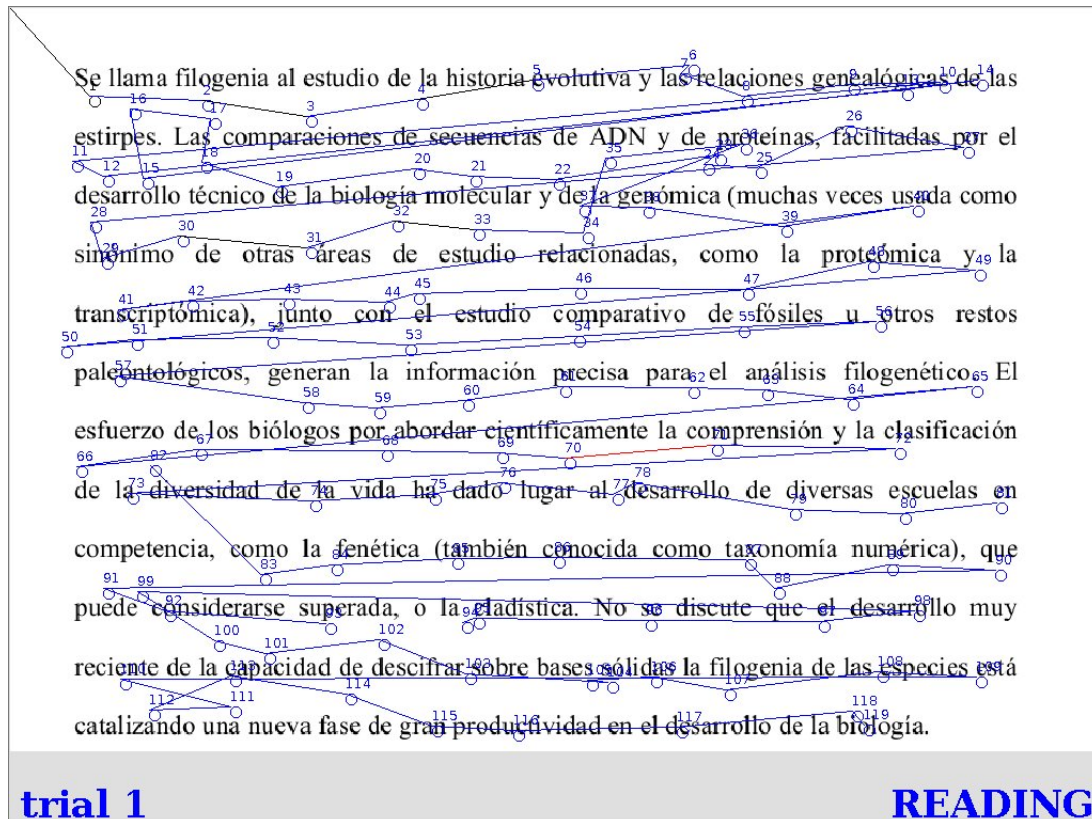 Se llama filogenia al estudio de la historia evolutiva y las relaciones genealógicas de las
estirpes. Las comparaciones de secuencias de ADN y de proteínas, facilitadas por el
desarrollo técnico de la biología molecular y de la genómica (muchas veces usada como
sinónimo de otras áreas de estudio relacionadas, como la proteómica y la
transcriptómica), junto con el estudio comparativo de fósiles u otros restos
paleontológicos, generan la información precisa para el análisis filogenético. El
esfuerzo de los biólogos por abordar científicamente la comprensión y la clasificación
de la diversidad de la vida ha dado lugar al desarrollo de diversas escuelas en
competencia, como la fenética (también conocida como taxonomía numérica), que
puede considerarse superada, o la cladística. No se discute que el desarrollo muy
reciente de la capacidad de descifrar sobre bases sólidas la filogenia de las especies está
catalizando una nueva fase de gran productividad en el desarrollo de la biología.
trial 1 READING